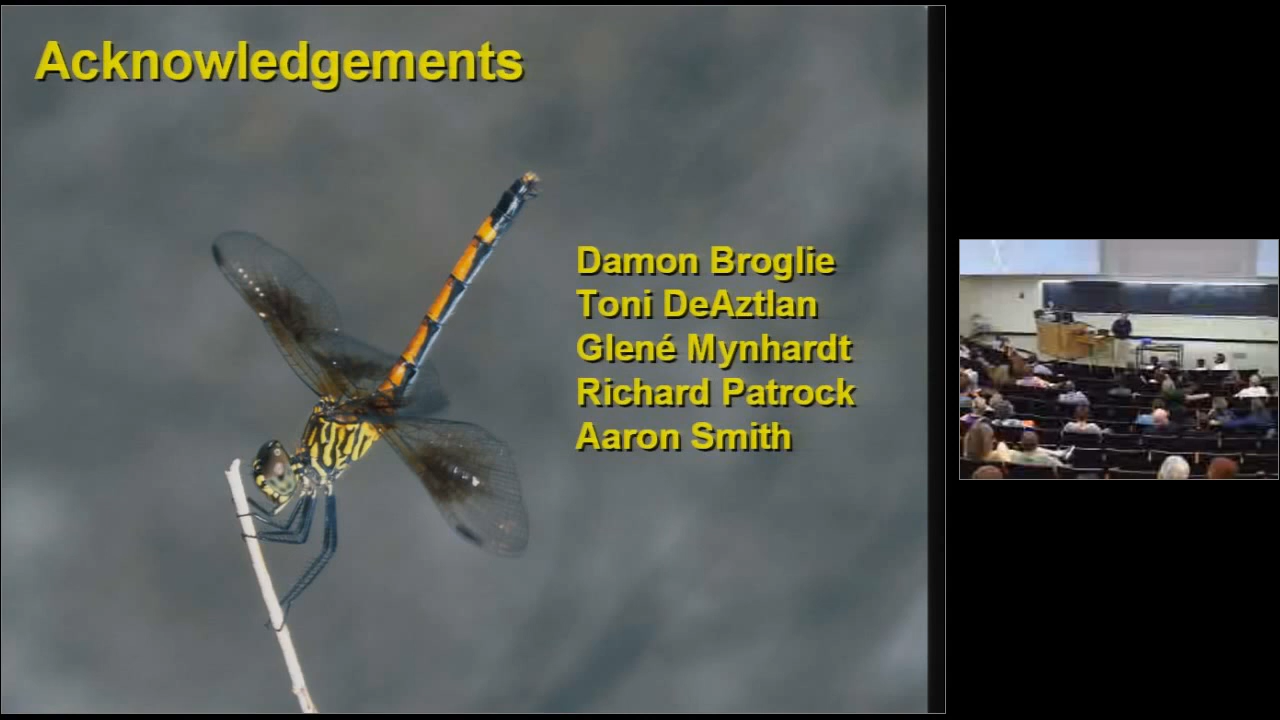 Acknowledgements
Damon Broglie
Toni DeAztlan
Glené Mynhardt
Richard Patrock
Aaron Smith